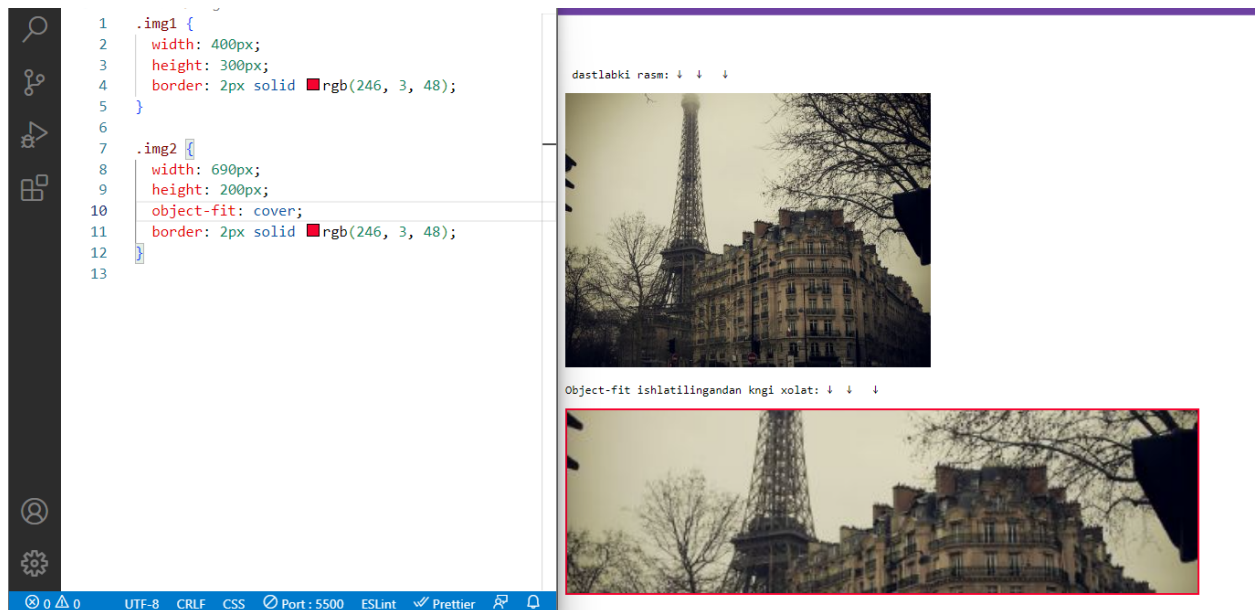 1 .img1 {
2 width: 400px;
3 height: 300px;
4 border: 2px solid rgb(246, 3, 48);
5 }
6
7 .img2 {
8 width: 690px;
9 height: 200px;
10 object-fit: cover;
11 border: 2px solid rgb(246, 3, 48);
12 }
13
0 0 UTF-8 CRLF CSS Port : 5500 ESLint Prettier
dastlabki rasm: ↓ ↓ ↓
Object-fit ishlatilingandan kngi xolat: ↓ ↓ ↓